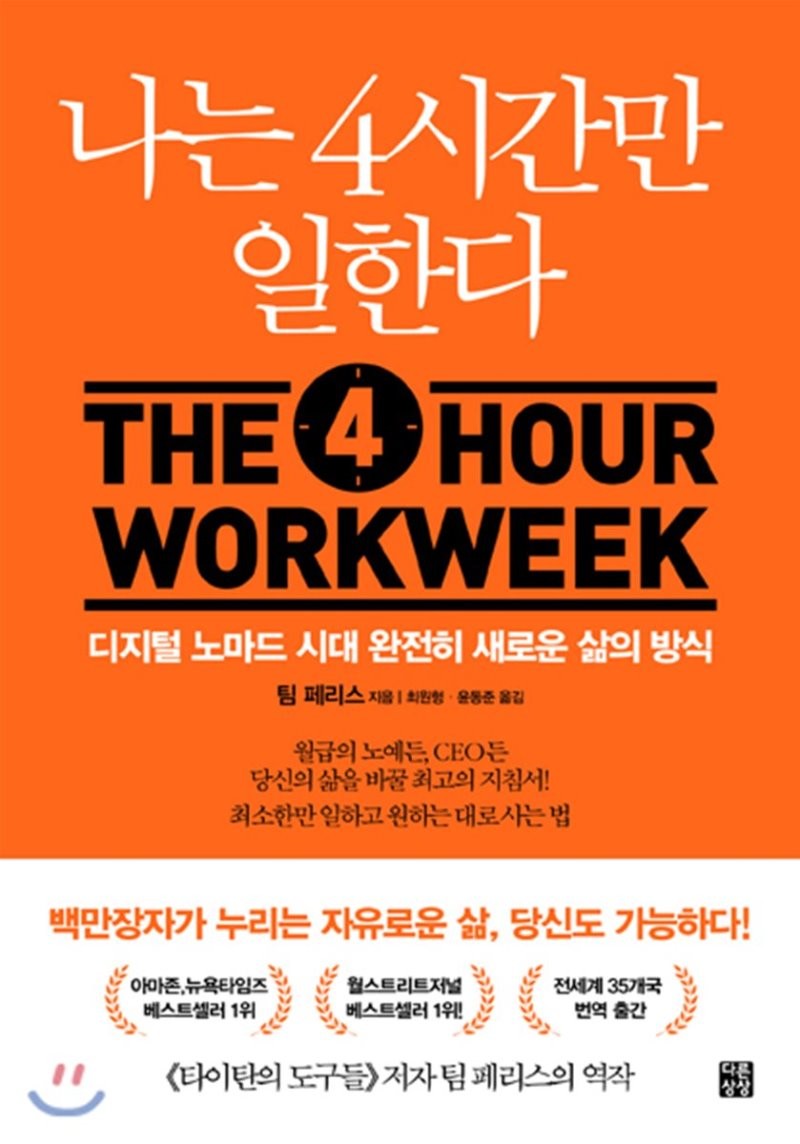 나는 4시간만
일한다
THE 4 HOUR
WORKWEEK
디지털 노마드 시대 완전히 새로운 삶의 방식
팀 페리스 지음 | 최원형 · 윤동준 옮김
월급의 노예든, CEO든
당신의 삶을 바꿀 최고의 지침서!
최소한만 일하고 원하는 대로 사는 법
백만장자가 누리는 자유로운 삶, 당신도 가능하다!
아마존, 뉴욕타임즈
베스트셀러 1위
월스트리트저널
베스트셀러 1위!
전세계 35개국
번역 출간
《타이탄의 도구들》 저자 팀 페리스의 역작
다른
상상